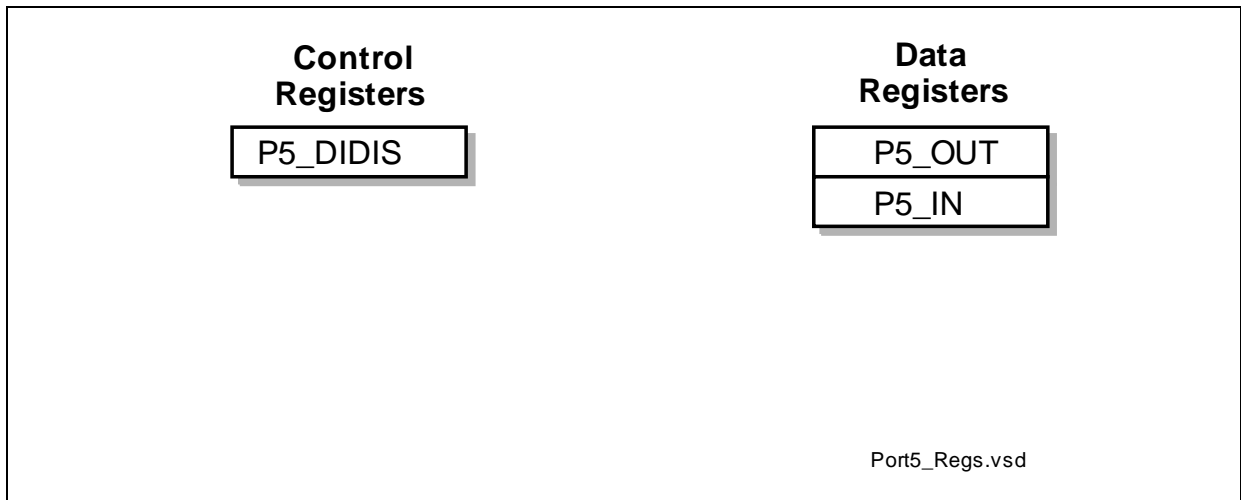 Control
Registers
P5_DIDIS
Data
Registers
P5_OUT
P5_IN
Port5_Regs.vsd